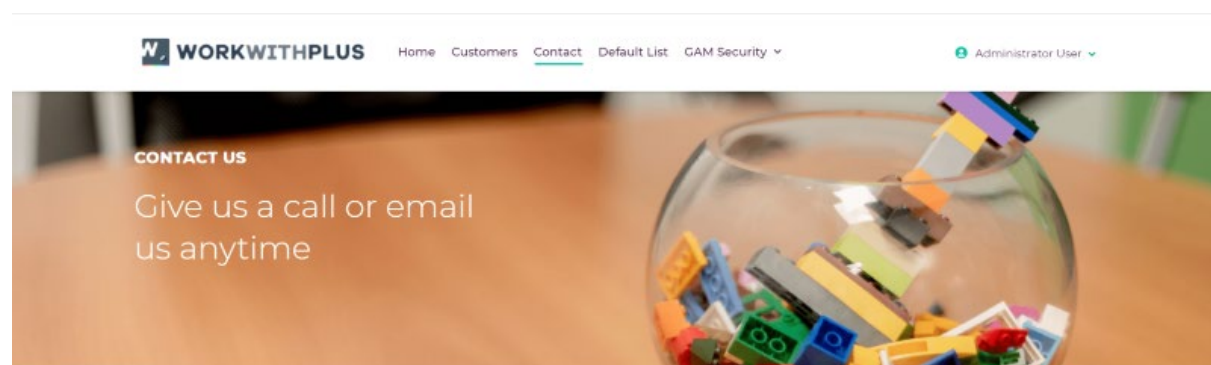 W, WORKWITHPLUS Home Customers Contact Default List GAM Security Administrator User
CONTACT US
Give us a call or email
us anytime